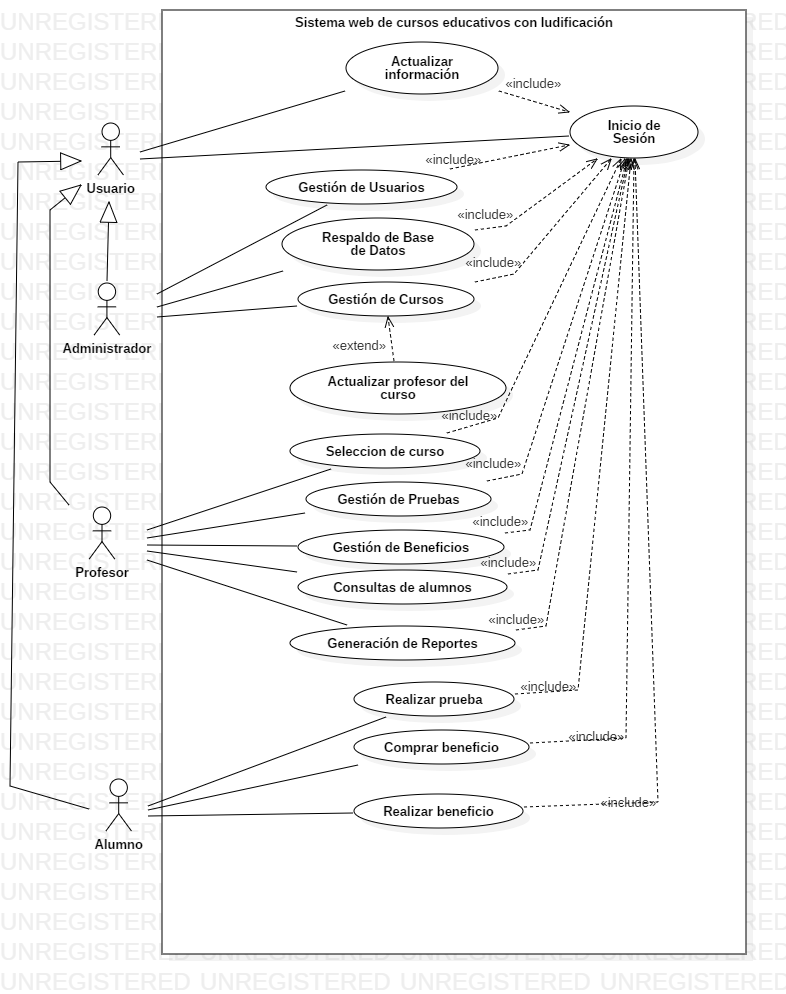 Sistema web de cursos educativos con ludificación
Actualizar
información
«include»
Inicio de
Sesión
«include»
Usuario
Gestión de Usuarios
«include»
Respaldo de Base
de Datos
«include»
Gestión de Cursos
Administrador
«extend»
Actualizar profesor del
curso
«include»
Seleccion de curso
«include»
Gestión de Pruebas
«include»
Gestión de Beneficios
«include»
Profesor
Consultas de alumnos
«include»
Generación de Reportes
«include»
Realizar prueba
«include»
Comprar beneficio
«include»
Realizar beneficio
Alumno
UNREGISTERED UNREGISTERED UNREGISTERED UNREGISTERED